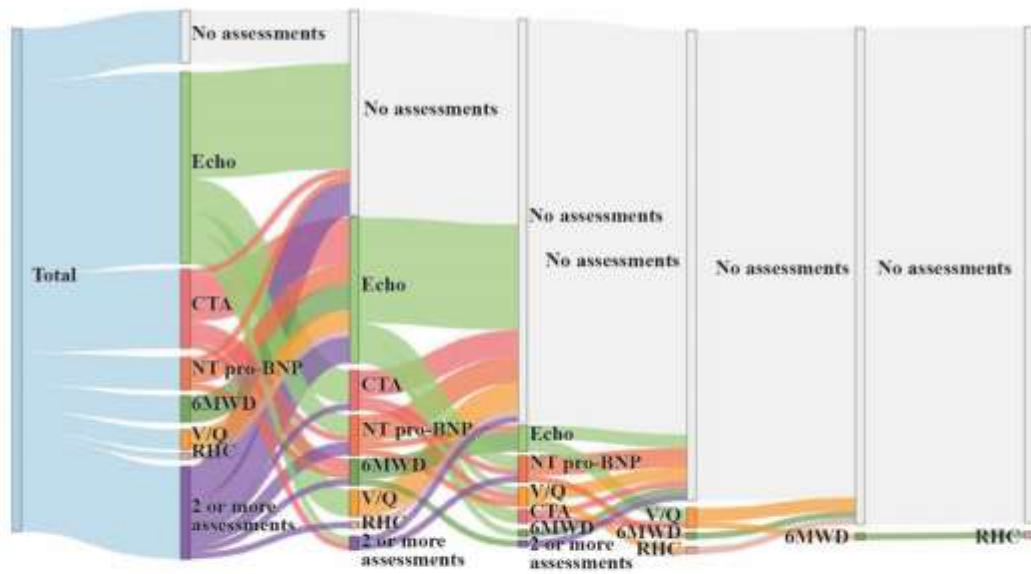 Total
No assessments
Echo
CTA
NT pro-BNP
6MWD
V/Q
RHC
2 or more
assessments
No assessments
Echo
CTA
NT pro-BNP
6MWD
V/Q
RHC
2 or more
assessments
No assessments
Echo
NT pro-BNP
V/Q
CTA
6MWD
2 or more
assessments
No assessments
V/Q
6MWD
RHC
No assessments
6MWD
No assessments
RHC